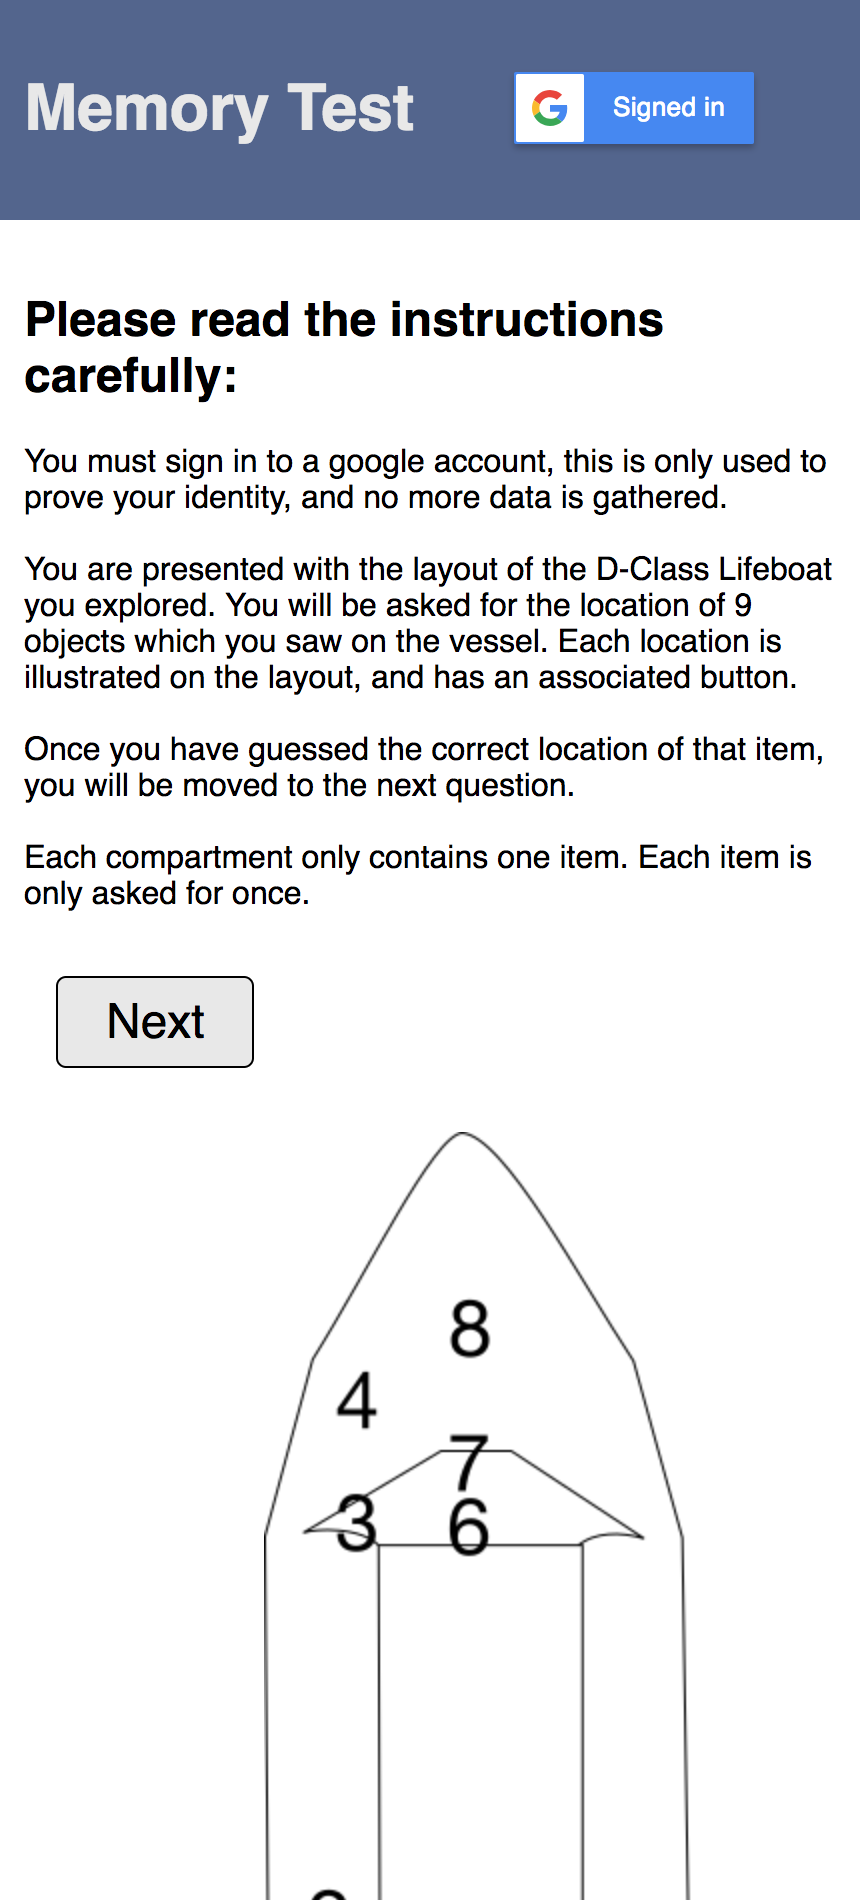 Memory Test
Signed in
Please read the instructions
carefully:
You must sign in to a google account, this is only used to
prove your identity, and no more data is gathered.
You are presented with the layout of the D-Class Lifeboat
you explored. You will be asked for the location of 9
objects which you saw on the vessel. Each location is
illustrated on the layout, and has an associated button.
Once you have guessed the correct location of that item,
you will be moved to the next question.
Each compartment only contains one item. Each item is
only asked for once.
Next
8
4
7
3
6